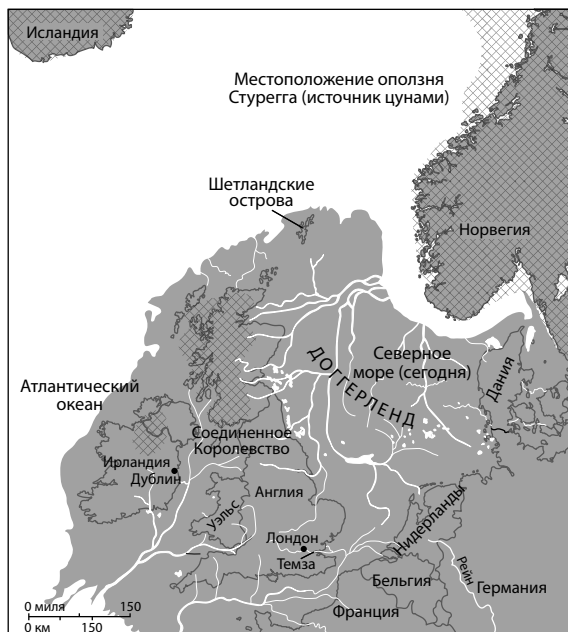 Исландия
Местоположение оползня
Стурегга (источник цунами)
Шетландские
острова
Норвегия
Северное
море (сегодня)
ДОГГЕРЛЕНД
Дания
Атлантический
океан
Соединенное
Королевство
Ирландия
Дублин
Англия
Уэльс
Нидерланды
Лондон
Темза
Бельгия
Рейн
Германия
Франция
0 миля 150
0 км 150